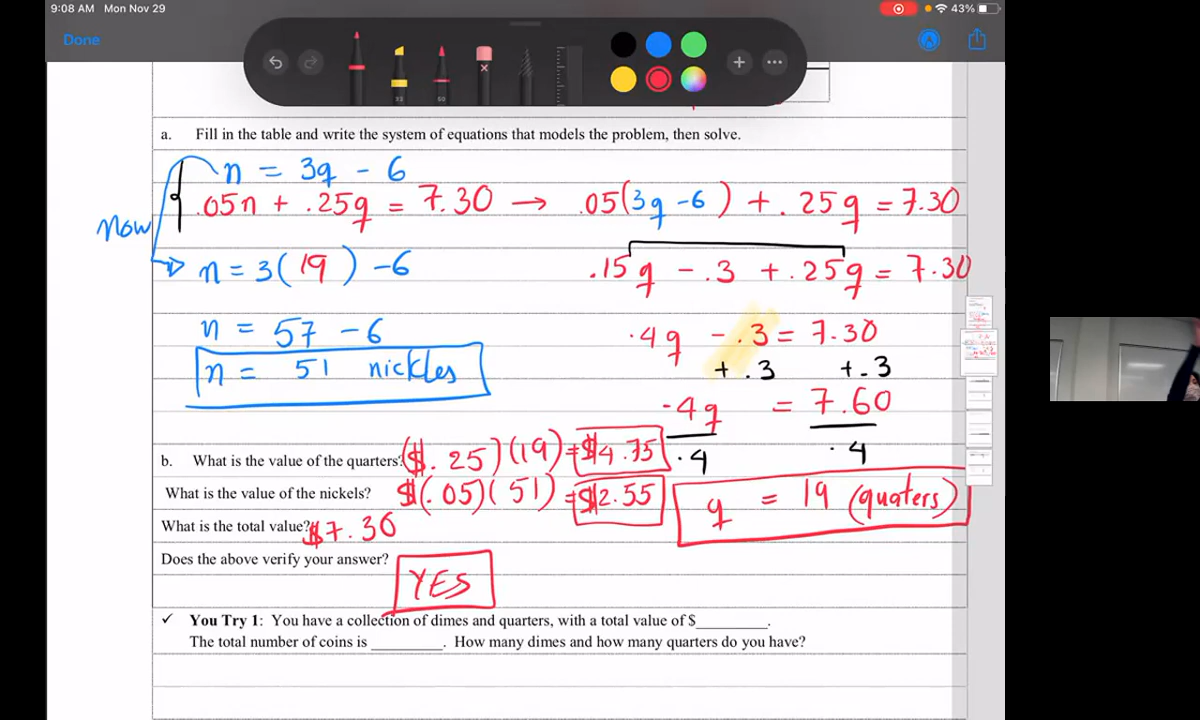 9:08 AM Mon Nov 29
43%
Done
33
50
a. Fill in the table and write the system of equations that models the problem, then solve.
n = 3q - 6
.05n + .25q = 7.30 → .05(3q - 6) + .25q = 7.30
Now
n = 3(19) - 6
.15q - .3 + .25q = 7.30
n = 57 - 6
.4q - .3 = 7.30
+ .3 + .3
n = 51 nickles
.4q = 7.60
.4 .4
b. What is the value of the quarters? ($.25)(19) = $4.75
What is the value of the nickels? $(.05)(51) = $2.55
q = 19 (quaters)
What is the total value? $7.30
Does the above verify your answer?
YES
✓ You Try 1: You have a collection of dimes and quarters, with a total value of $_________.
The total number of coins is _________. How many dimes and how many quarters do you have?